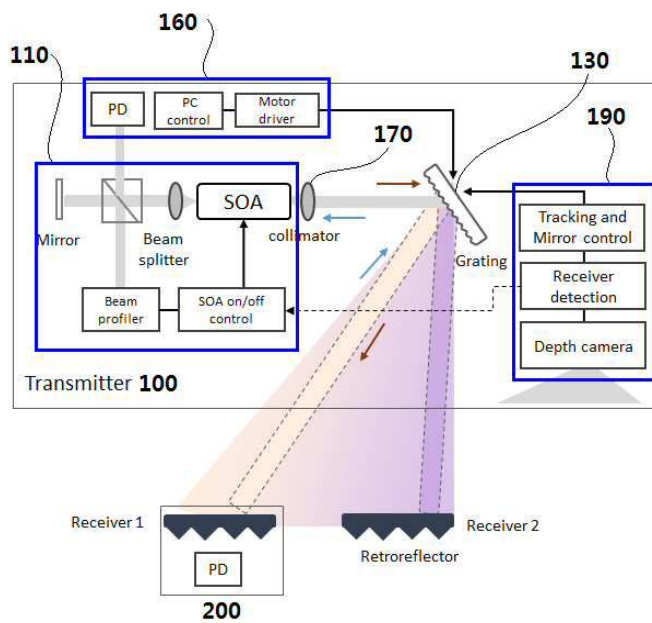 160
110
130
190
170
PD
PC
control
Motor
driver
SOA
Mirror
Beam
splitter
collimator
Grating
Tracking and
Mirror control
Receiver
detection
Depth camera
Beam
profiler
SOA on/off
control
Transmitter 100
Receiver 1
Receiver 2
Retroreflector
PD
200